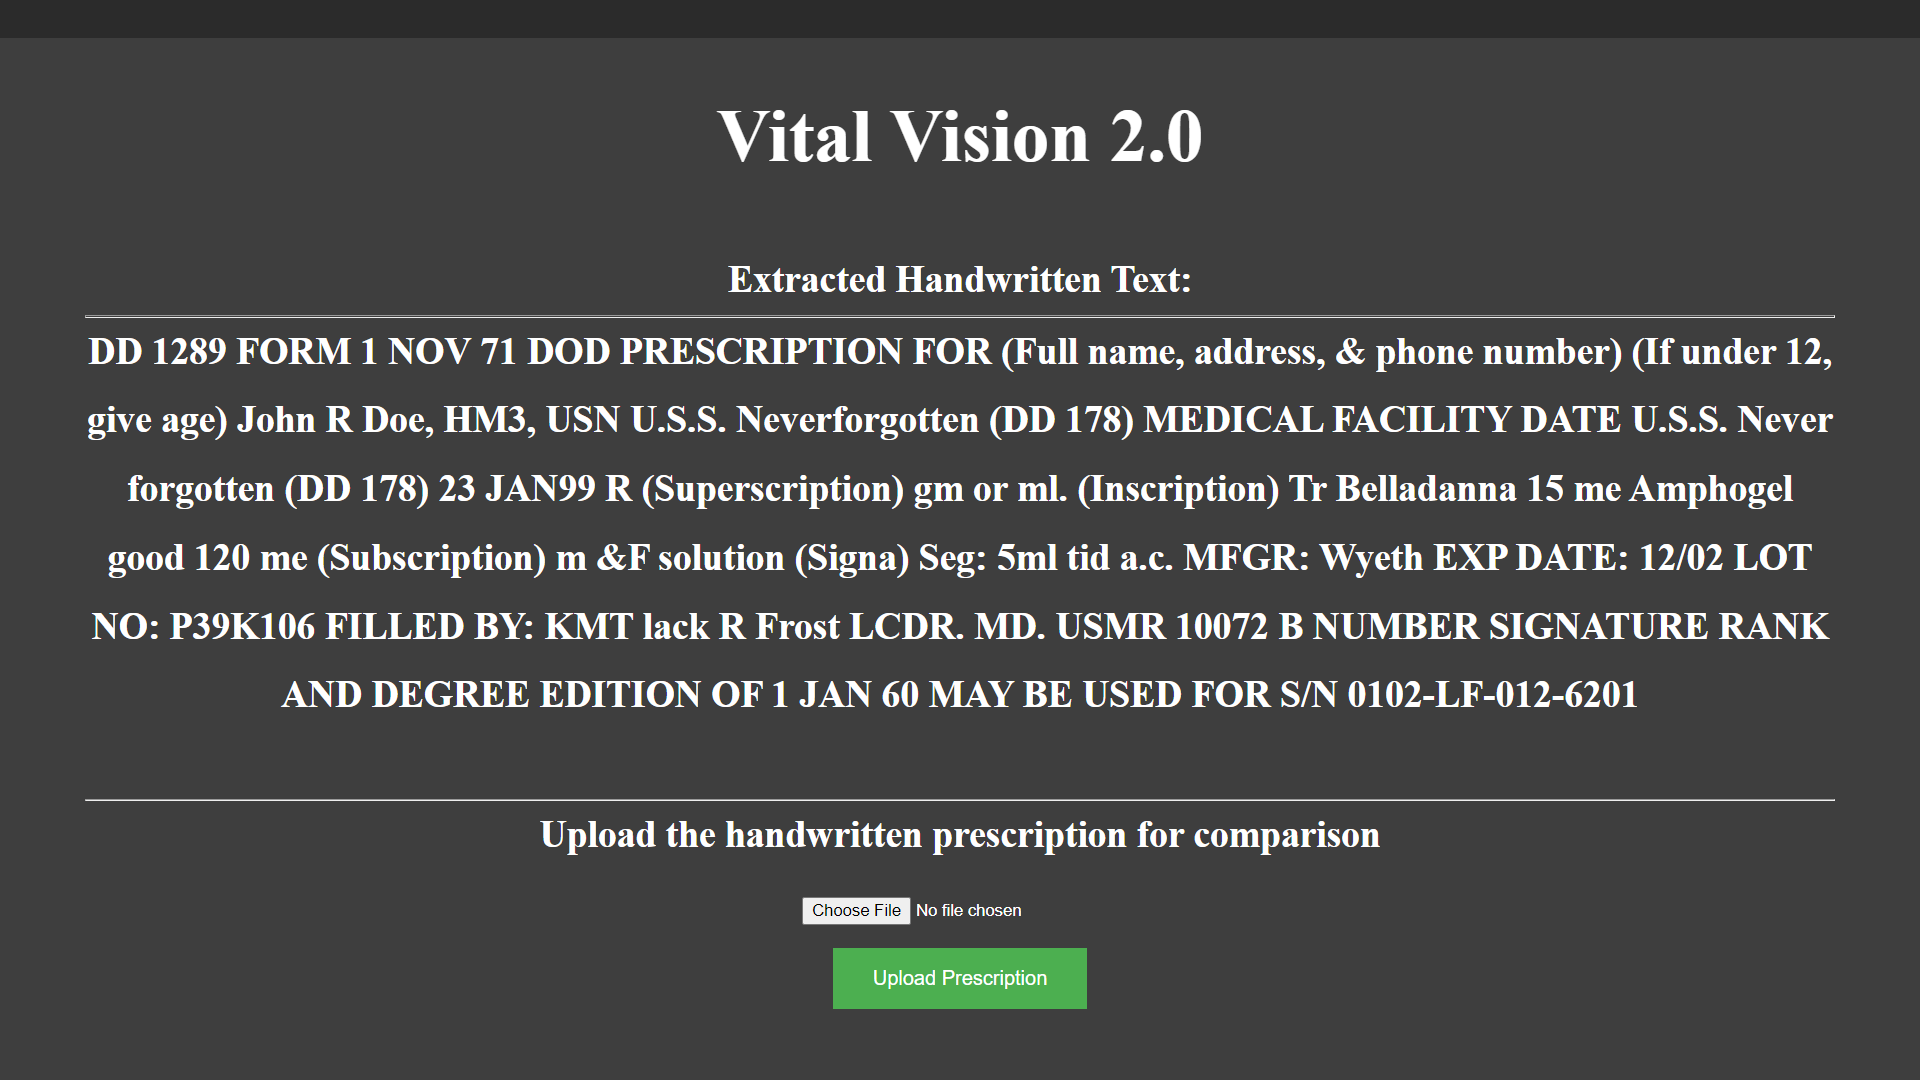 Vital Vision 2.0
Extracted Handwritten Text:
DD 1289 FORM 1 NOV 71 DOD PRESCRIPTION FOR (Full name, address, & phone number) (If under 12,
give age) John R Doe, HM3, USN U.S.S. Neverforgotten (DD 178) MEDICAL FACILITY DATE U.S.S. Never
forgotten (DD 178) 23 JAN99 R (Superscription) gm or ml. (Inscription) Tr Belladanna 15 me Amphogel
good 120 me (Subscription) m &F solution (Signa) Seg: 5ml tid a.c. MFGR: Wyeth EXP DATE: 12/02 LOT
NO: P39K106 FILLED BY: KMT lack R Frost LCDR. MD. USMR 10072 B NUMBER SIGNATURE RANK
AND DEGREE EDITION OF 1 JAN 60 MAY BE USED FOR S/N 0102-LF-012-6201
Upload the handwritten prescription for comparison
Choose File No file chosen
Upload Prescription